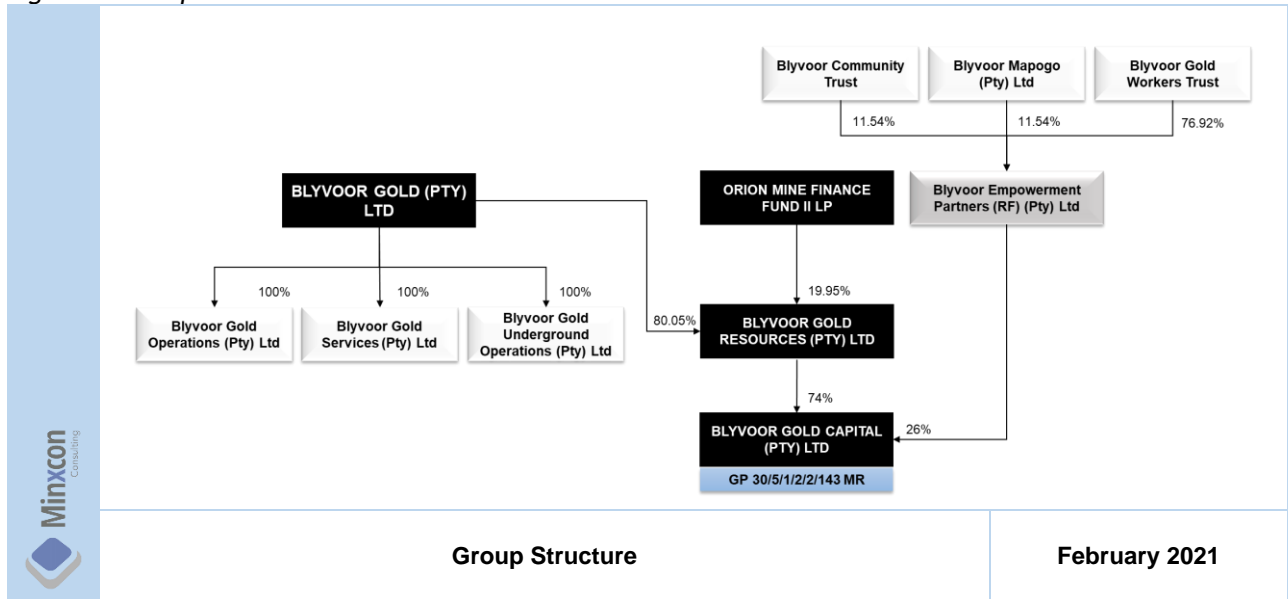 Blyvoor Community
Trust
Blyvoor Mapogo
(Pty) Ltd
Blyvoor Gold
Workers Trust
11.54%
11.54%
76.92%
BLYVOOR GOLD (PTY)
LTD
ORION MINE FINANCE
FUND II LP
Blyvoor Empowerment
Partners (RF) (Pty) Ltd
100%
100%
100%
19.95%
Blyvoor Gold
Operations (Pty) Ltd
Blyvoor Gold
Services (Pty) Ltd
Blyvoor Gold
Underground
Operations (Pty) Ltd
80.05%
BLYVOOR GOLD
RESOURCES (PTY) LTD
74%
BLYVOOR GOLD CAPITAL
(PTY) LTD
26%
GP 30/5/1/2/2/143 MR
Minxcon
Consulting
Group Structure
February 2021